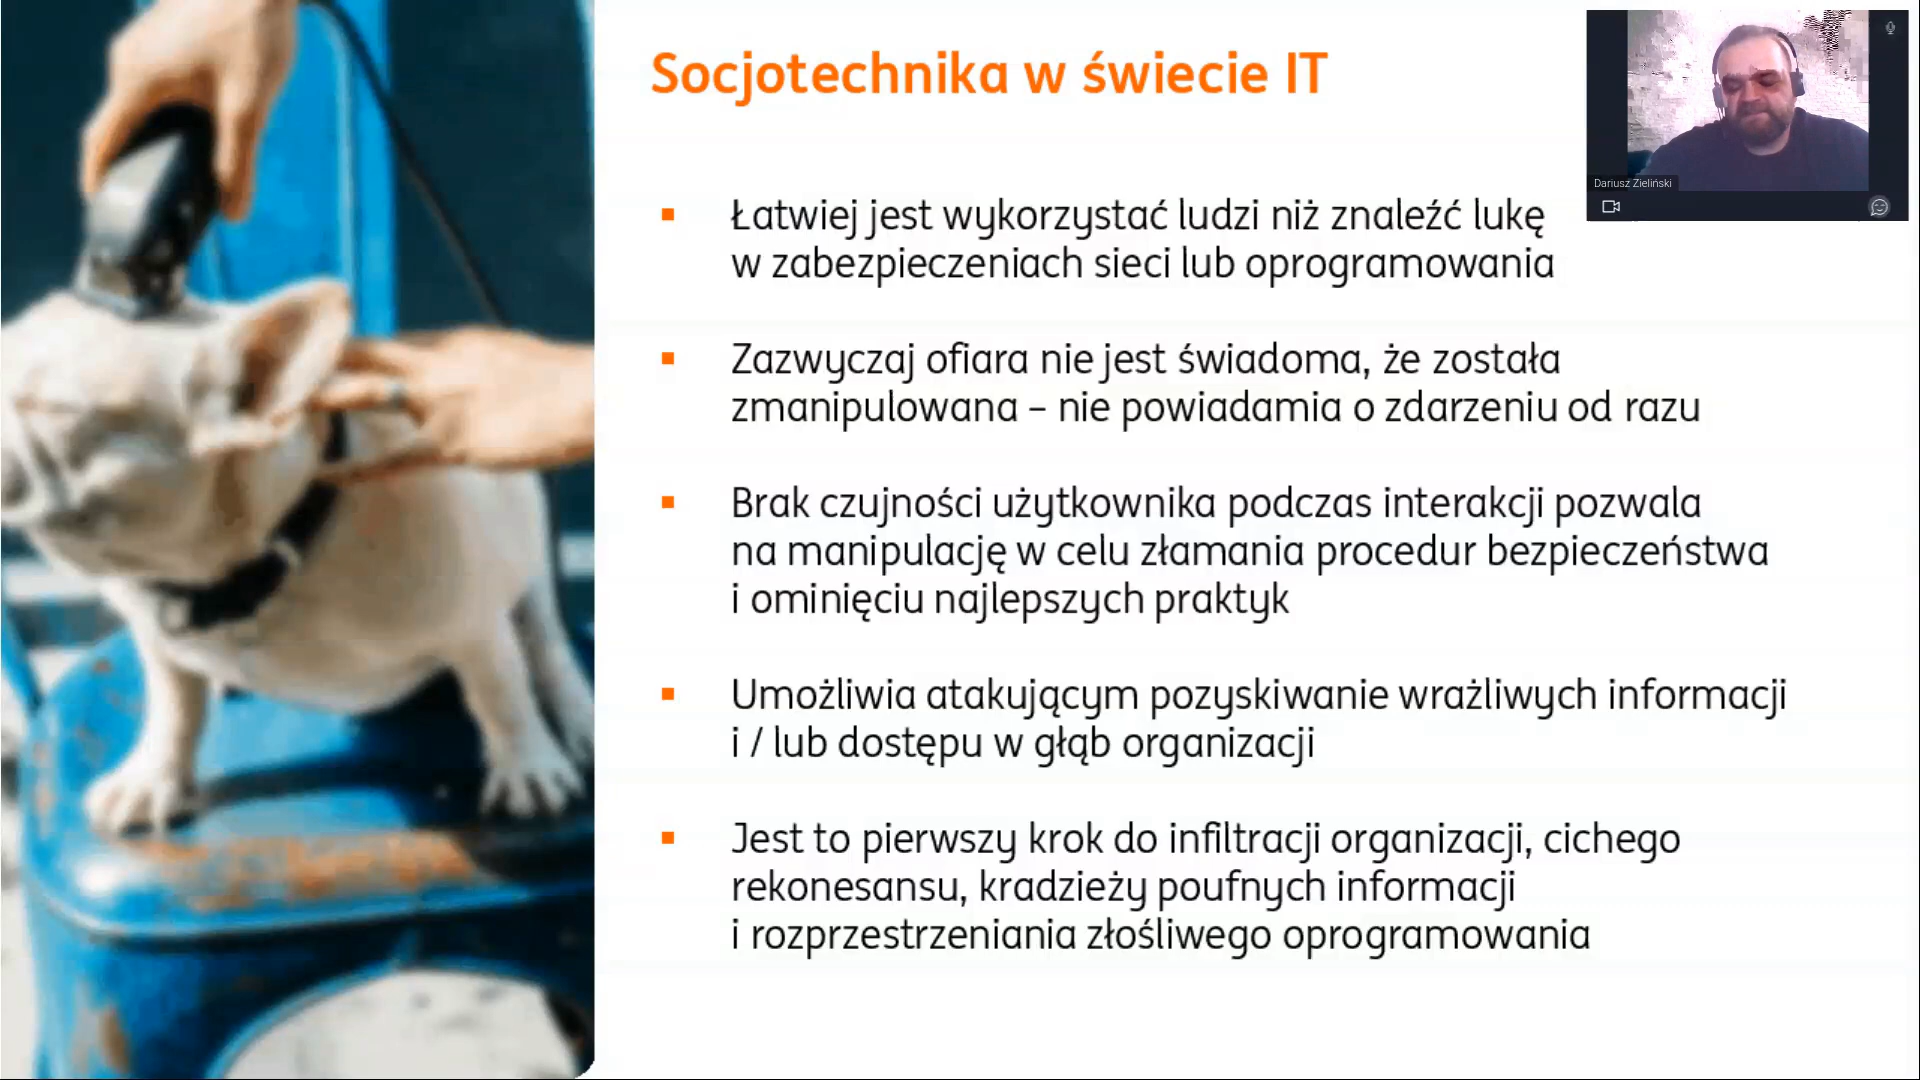 Socjotechnika w świecie IT
Dariusz Zieliński
▪ Łatwiej jest wykorzystać ludzi niż znaleźć lukę
w zabezpieczeniach sieci lub oprogramowania
▪ Zazwyczaj ofiara nie jest świadoma, że została
zmanipulowana – nie powiadamia o zdarzeniu od razu
▪ Brak czujności użytkownika podczas interakcji pozwala
na manipulację w celu złamania procedur bezpieczeństwa
i ominięciu najlepszych praktyk
▪ Umożliwia atakującym pozyskiwanie wrażliwych informacji
i / lub dostępu w głąb organizacji
▪ Jest to pierwszy krok do infiltracji organizacji, cichego
rekonesansu, kradzieży poufnych informacji
i rozprzestrzeniania złośliwego oprogramowania